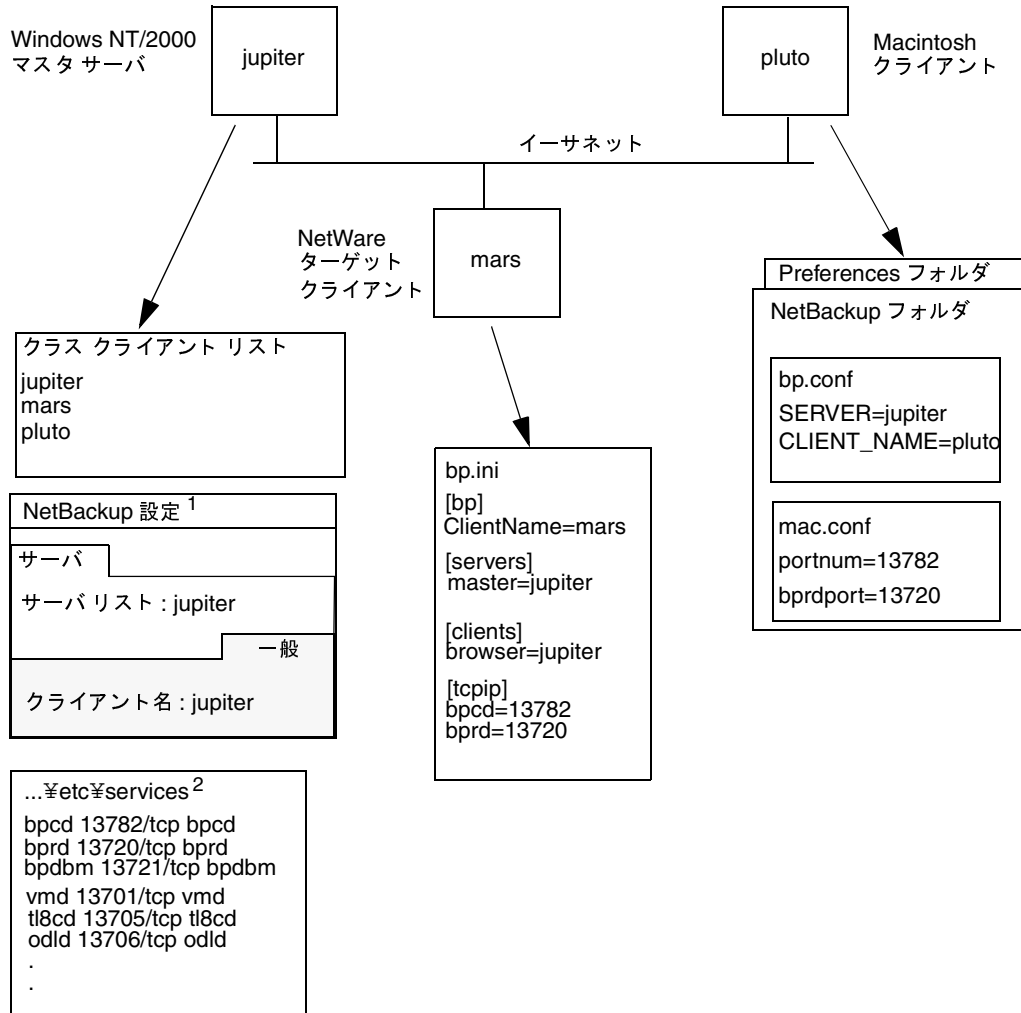 Windows NT/2000
マスタ サーバ
jupiter
pluto
Macintosh
クライアント
イーサネット
NetWare
ターゲット
クライアント
mars
クラス クライアント リスト
jupiter
mars
pluto
NetBackup 設定 1
サーバ
サーバ リスト : jupiter
一般
クライアント名 : jupiter
...¥etc¥services 2
bpcd 13782/tcp bpcd
bprd 13720/tcp bprd
bpdbm 13721/tcp bpdbm
vmd 13701/tcp vmd
tl8cd 13705/tcp tl8cd
odld 13706/tcp odld
.
.
bp.ini
[bp]
ClientName=mars
[servers]
master=jupiter
[clients]
browser=jupiter
[tcpip]
bpcd=13782
bprd=13720
Preferences フォルダ
NetBackup フォルダ
bp.conf
SERVER=jupiter
CLIENT_NAME=pluto
mac.conf
portnum=13782
bprdport=13720